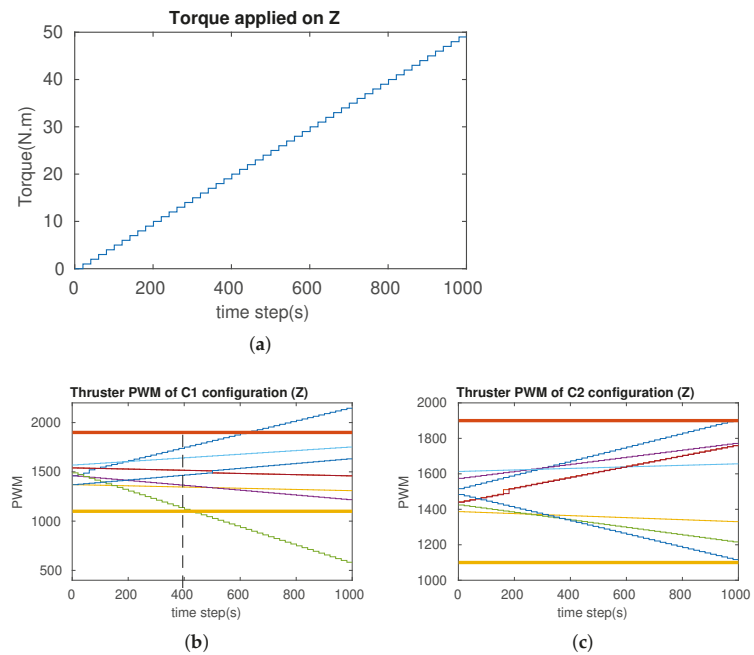 Torque applied on Z
50
40
30
20
10
0
Torque(N.m)
0 200 400 600 800 1000
time step(s)
(a)
Thruster PWM of C1 configuration (Z)
2000
1500
1000
500
PWM
0 200 400 600 800 1000
time step(s)
(b)
Thruster PWM of C2 configuration (Z)
2000
1800
1600
1400
1200
1000
PWM
0 200 400 600 800 1000
time step(s)
(c)